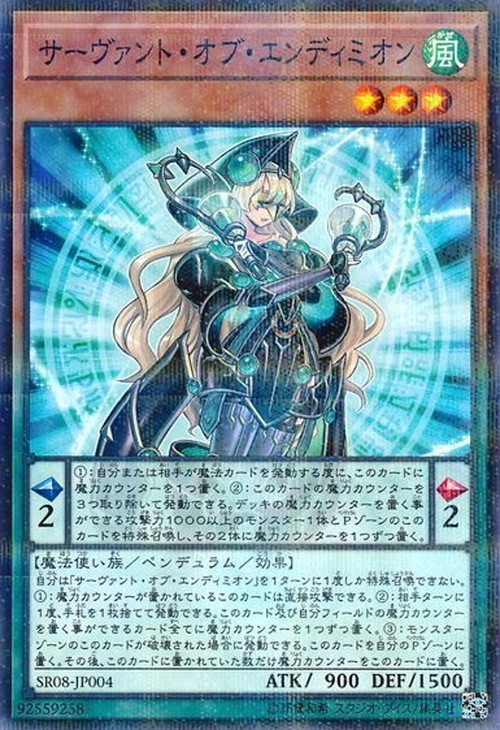 サーヴァント・オブ・エンディミオン
風
①:自分または相手が魔法カードを発動する度に、このカードに
魔力カウンターを1つ置く。②:このカードの魔力カウンターを
3つ取り除いて発動できる。デッキの魔力カウンターを置く事
ができる攻撃力1000以上のモンスター1体とPゾーンのこの
カードを特殊召喚し、その2体に魔力カウンターを1つずつ置く。
2
2
【魔法使い族/ペンデュラム/効果】
自分は「サーヴァント・オブ・エンディミオン」を1ターンに1度しか特殊召喚できない。
①:魔力カウンターが置かれているこのカードは直接攻撃できる。②:相手ターンに
1度、手札を1枚捨てて発動できる。このカード及び自分フィールドの魔力カウンター
を置く事ができるカード全てに魔力カウンターを1つずつ置く。③:モンスター
ゾーンのこのカードが破壊された場合に発動できる。このカードを自分のPゾーンに
置く。その後、このカードに置かれていた数だけ魔力カウンターをこのカードに置く。
SR08-JP004
ATK/ 900 DEF/1500
92559258
©高橋和希 スタジオ・ダイス/集英社